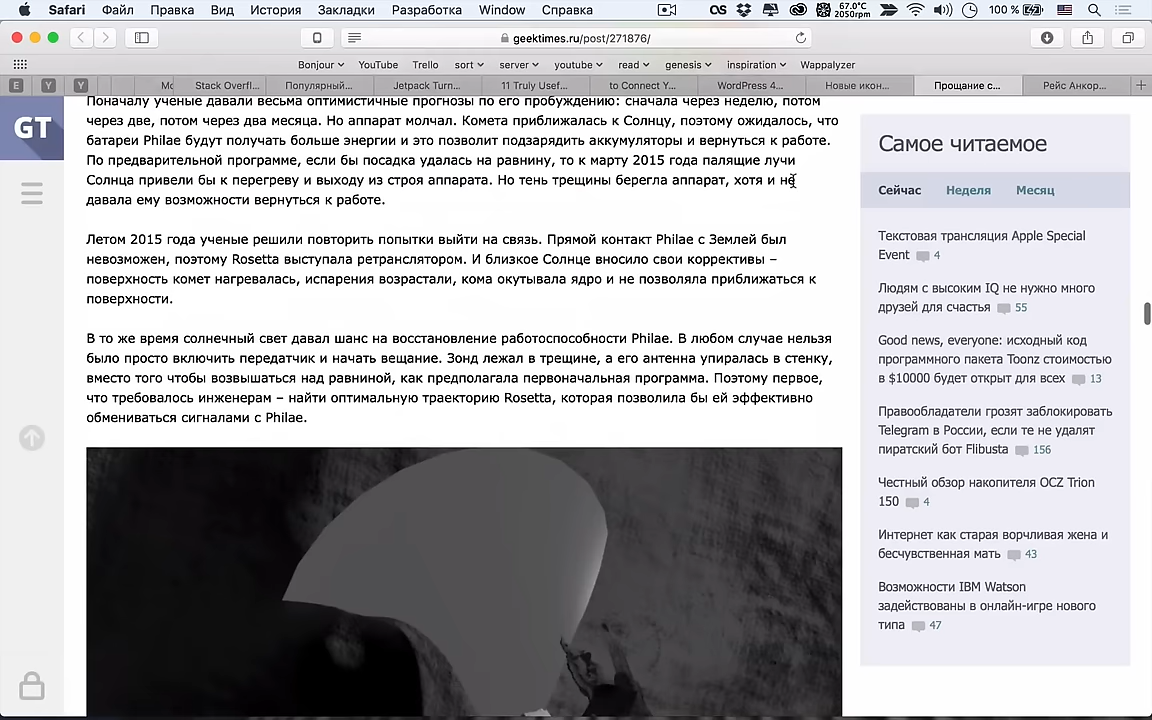 Safari Файл Правка Вид История Закладки Разработка Window Справка
67.0°C
2050rpm
100 %
geektimes.ru/post/271876/
Bonjour YouTube Trello sort server youtube read genesis inspiration Wappalyzer
E Y Y Мс Stack Overfl... Популярный... Jetpack Turn... 11 Truly Usef... to Connect Y... WordPress 4... Новые икон... Прощание с... Рейс Анкор...
GT
Поначалу ученые давали весьма оптимистичные прогнозы по его пробуждению: сначала через неделю, потом
через две, потом через два месяца. Но аппарат молчал. Комета приближалась к Солнцу, поэтому ожидалось, что
батареи Philae будут получать больше энергии и это позволит подзарядить аккумуляторы и вернуться к работе.
По предварительной программе, если бы посадка удалась на равнину, то к марту 2015 года палящие лучи
Солнца привели бы к перегреву и выходу из строя аппарата. Но тень трещины берегла аппарат, хотя и не
давала ему возможности вернуться к работе.
Летом 2015 года ученые решили повторить попытки выйти на связь. Прямой контакт Philae с Землей был
невозможен, поэтому Rosetta выступала ретранслятором. И близкое Солнце вносило свои коррективы –
поверхность комет нагревалась, испарения возрастали, кома окутывала ядро и не позволяла приближаться к
поверхности.
В то же время солнечный свет давал шанс на восстановление работоспособности Philae. В любом случае нельзя
было просто включить передатчик и начать вещание. Зонд лежал в трещине, а его антенна упиралась в стенку,
вместо того чтобы возвышаться над равниной, как предполагала первоначальная программа. Поэтому первое,
что требовалось инженерам – найти оптимальную траекторию Rosetta, которая позволила бы ей эффективно
обмениваться сигналами с Philae.
Самое читаемое
Сейчас Неделя Месяц
Текстовая трансляция Apple Special
Event 4
Людям с высоким IQ не нужно много
друзей для счастья 55
Good news, everyone: исходный код
программного пакета Toonz стоимостью
в $10000 будет открыт для всех 13
Правообладатели грозят заблокировать
Telegram в России, если те не удалят
пиратский бот Flibusta 156
Честный обзор накопителя OCZ Trion
150 4
Интернет как старая ворчливая жена и
бесчувственная мать 43
Возможности IBM Watson
задействованы в онлайн-игре нового
типа 47